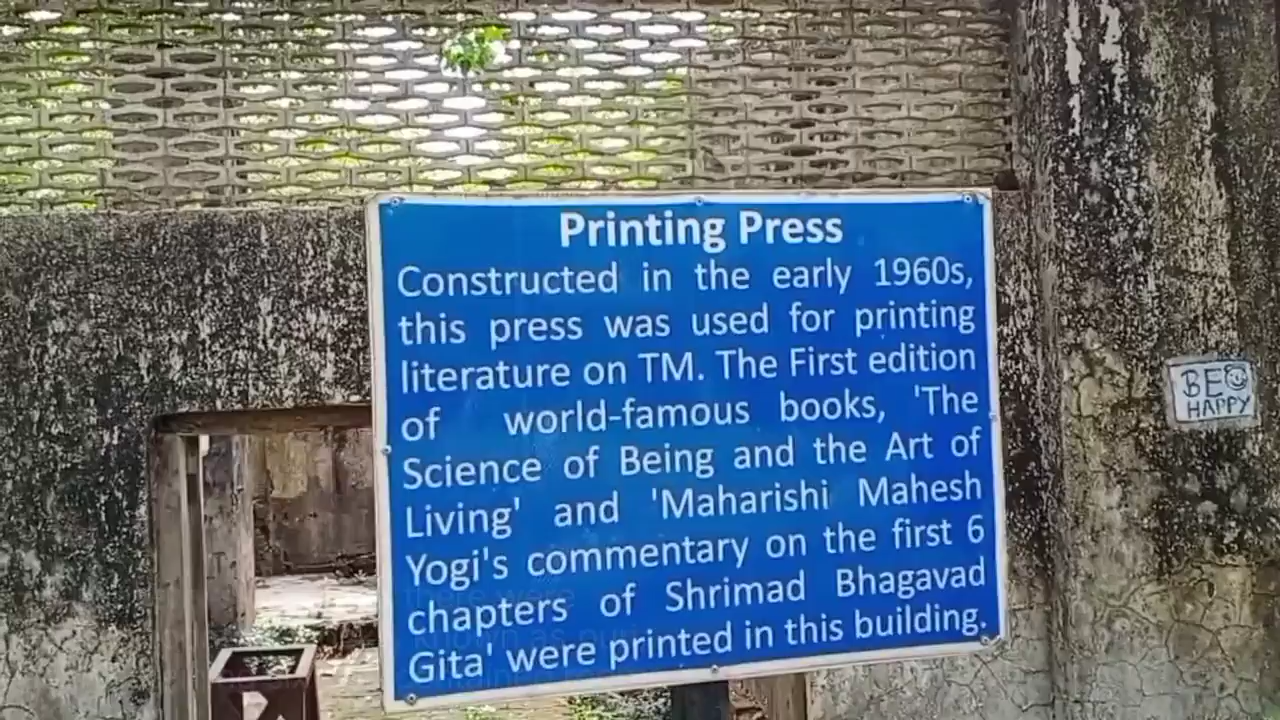 Printing Press
Constructed in the early 1960s,
this press was used for printing
literature on TM. The First edition
of world-famous books, 'The
Science of Being and the Art of
Living' and 'Maharishi Mahesh
Yogi's commentary on the first 6
chapters of Shrimad Bhagavad
Gita' were printed in this building.
BE
HAPPY